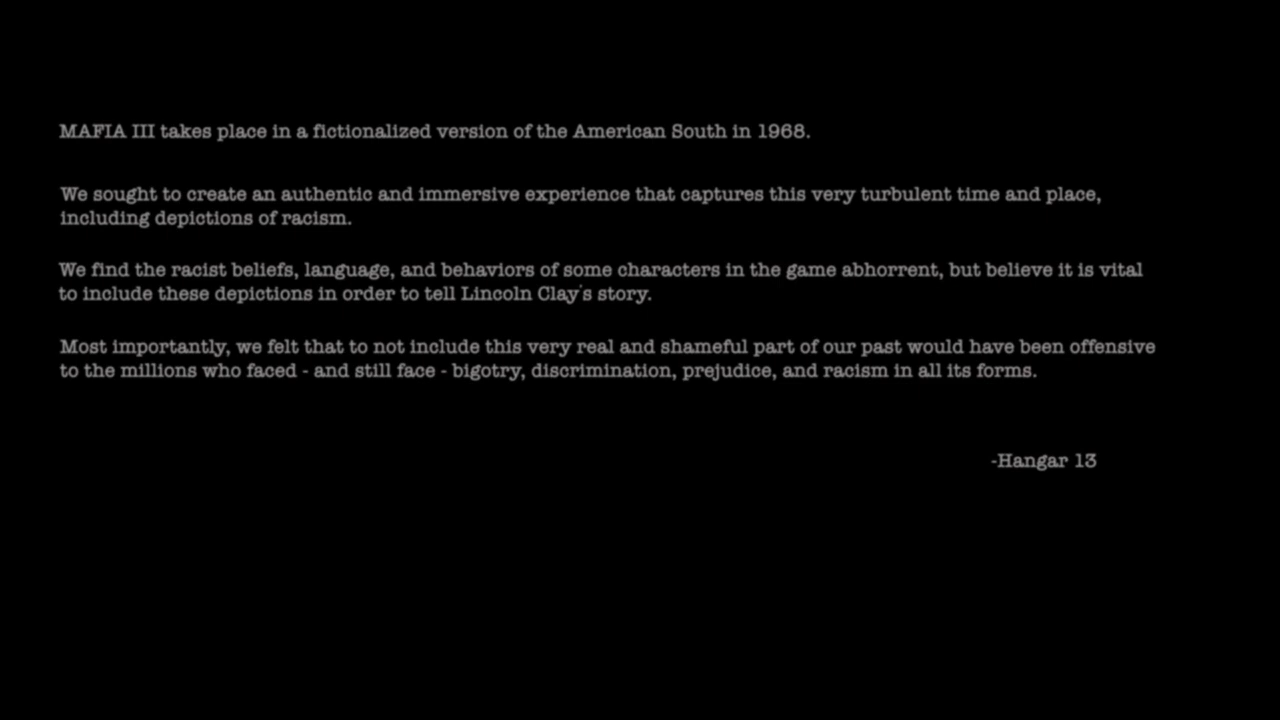 MAFIA III takes place in a fictionalized version of the American South in 1968.
We sought to create an authentic and immersive experience that captures this very turbulent time and place,
including depictions of racism.
We find the racist beliefs, language, and behaviors of some characters in the game abhorrent, but believe it is vital
to include these depictions in order to tell Lincoln Clay's story.
Most importantly, we felt that to not include this very real and shameful part of our past would have been offensive
to the millions who faced - and still face - bigotry, discrimination, prejudice, and racism in all its forms.
-Hangar 13